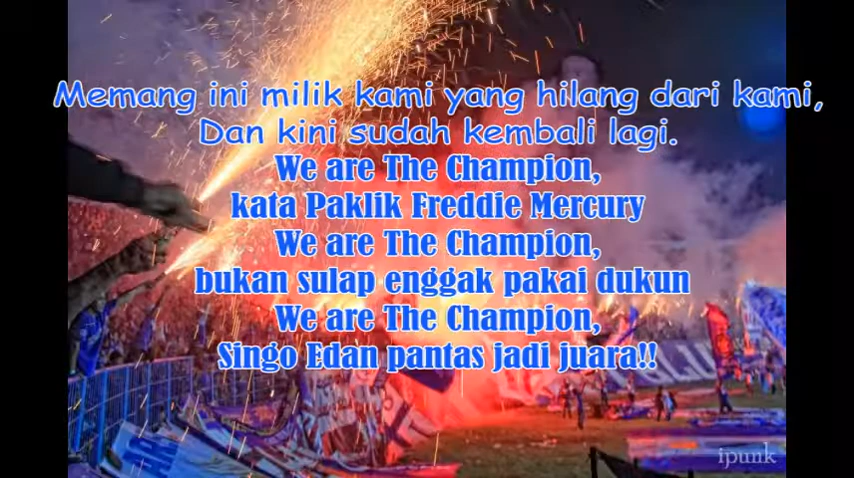 Memang ini milik kami yang hilang dari kami,
Dan kini sudah kembali lagi.
We are The Champion,
kata Paklik Freddie Mercury
We are The Champion,
bukan sulap enggak pakai dukun
We are The Champion,
Singo Edan pantas jadi juara!!
ipunk